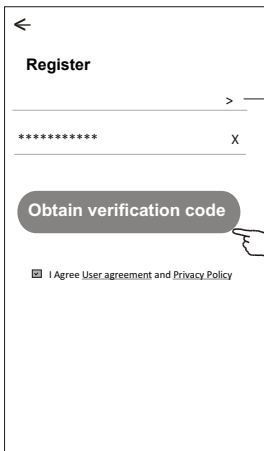 Register
>
*********** X
Obtain verification code
I Agree User agreement and Privacy Policy